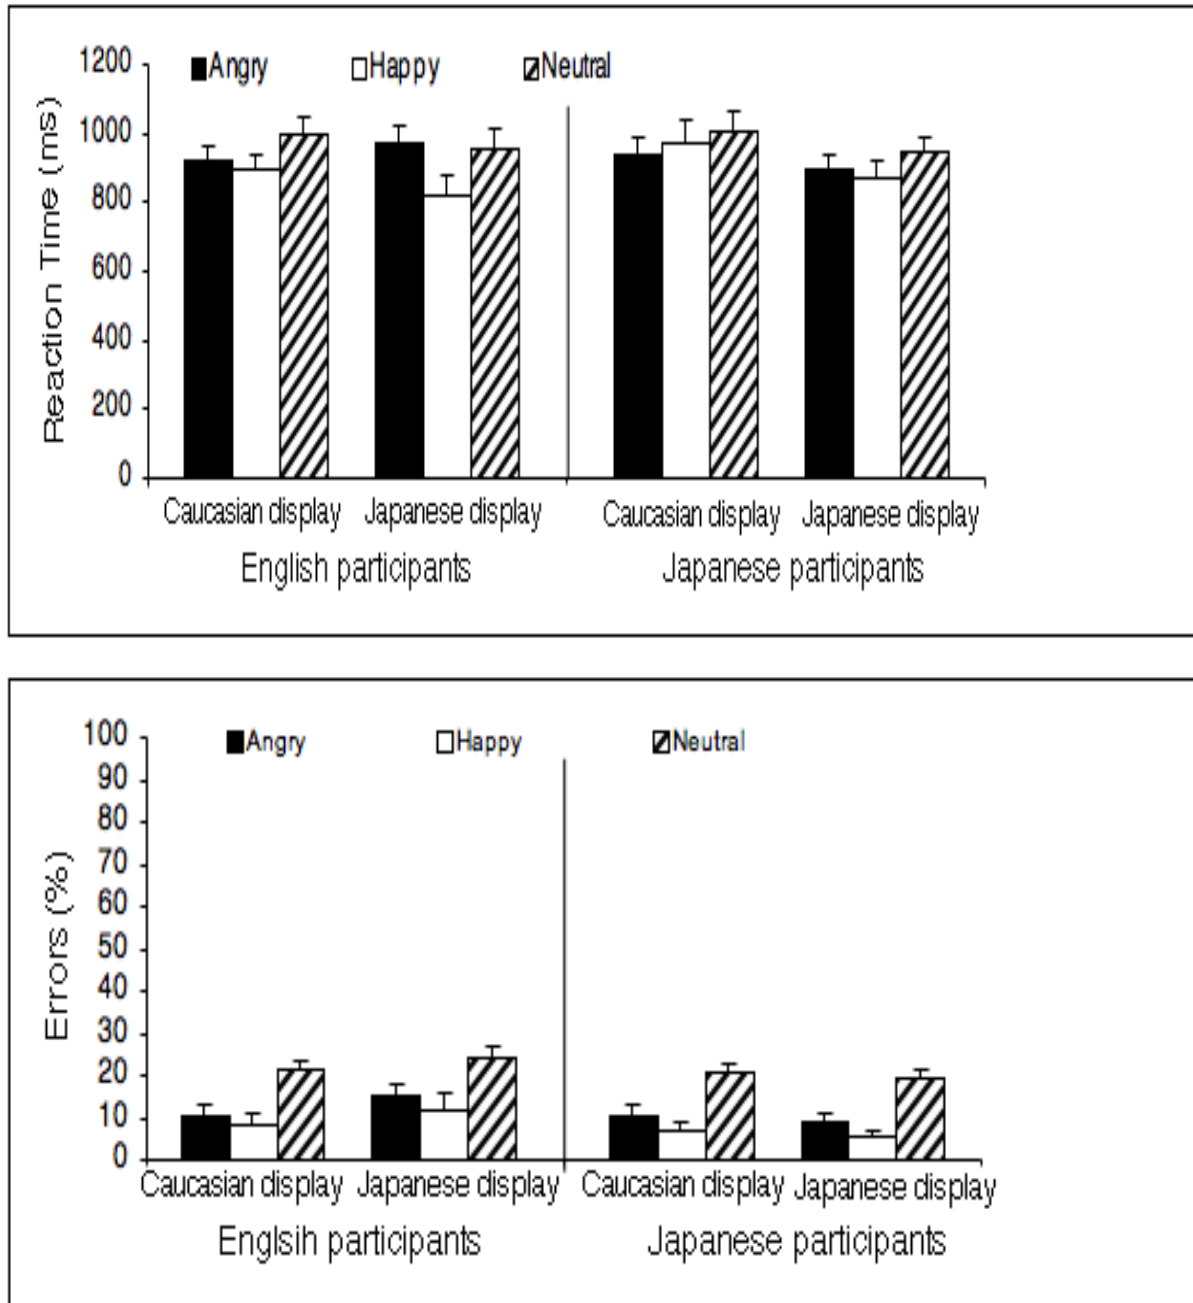 1200
Angry Happy Neutral
1000
800
600
400
200
0
Reaction Time (ms)
Caucasian display Japanese display Caucasian display Japanese display
English participants Japanese participants
100
Angry Happy Neutral
90
80
70
60
50
40
30
20
10
0
Errors (%)
Caucasian display Japanese display Caucasian display Japanese display
Englsih participants Japanese participants